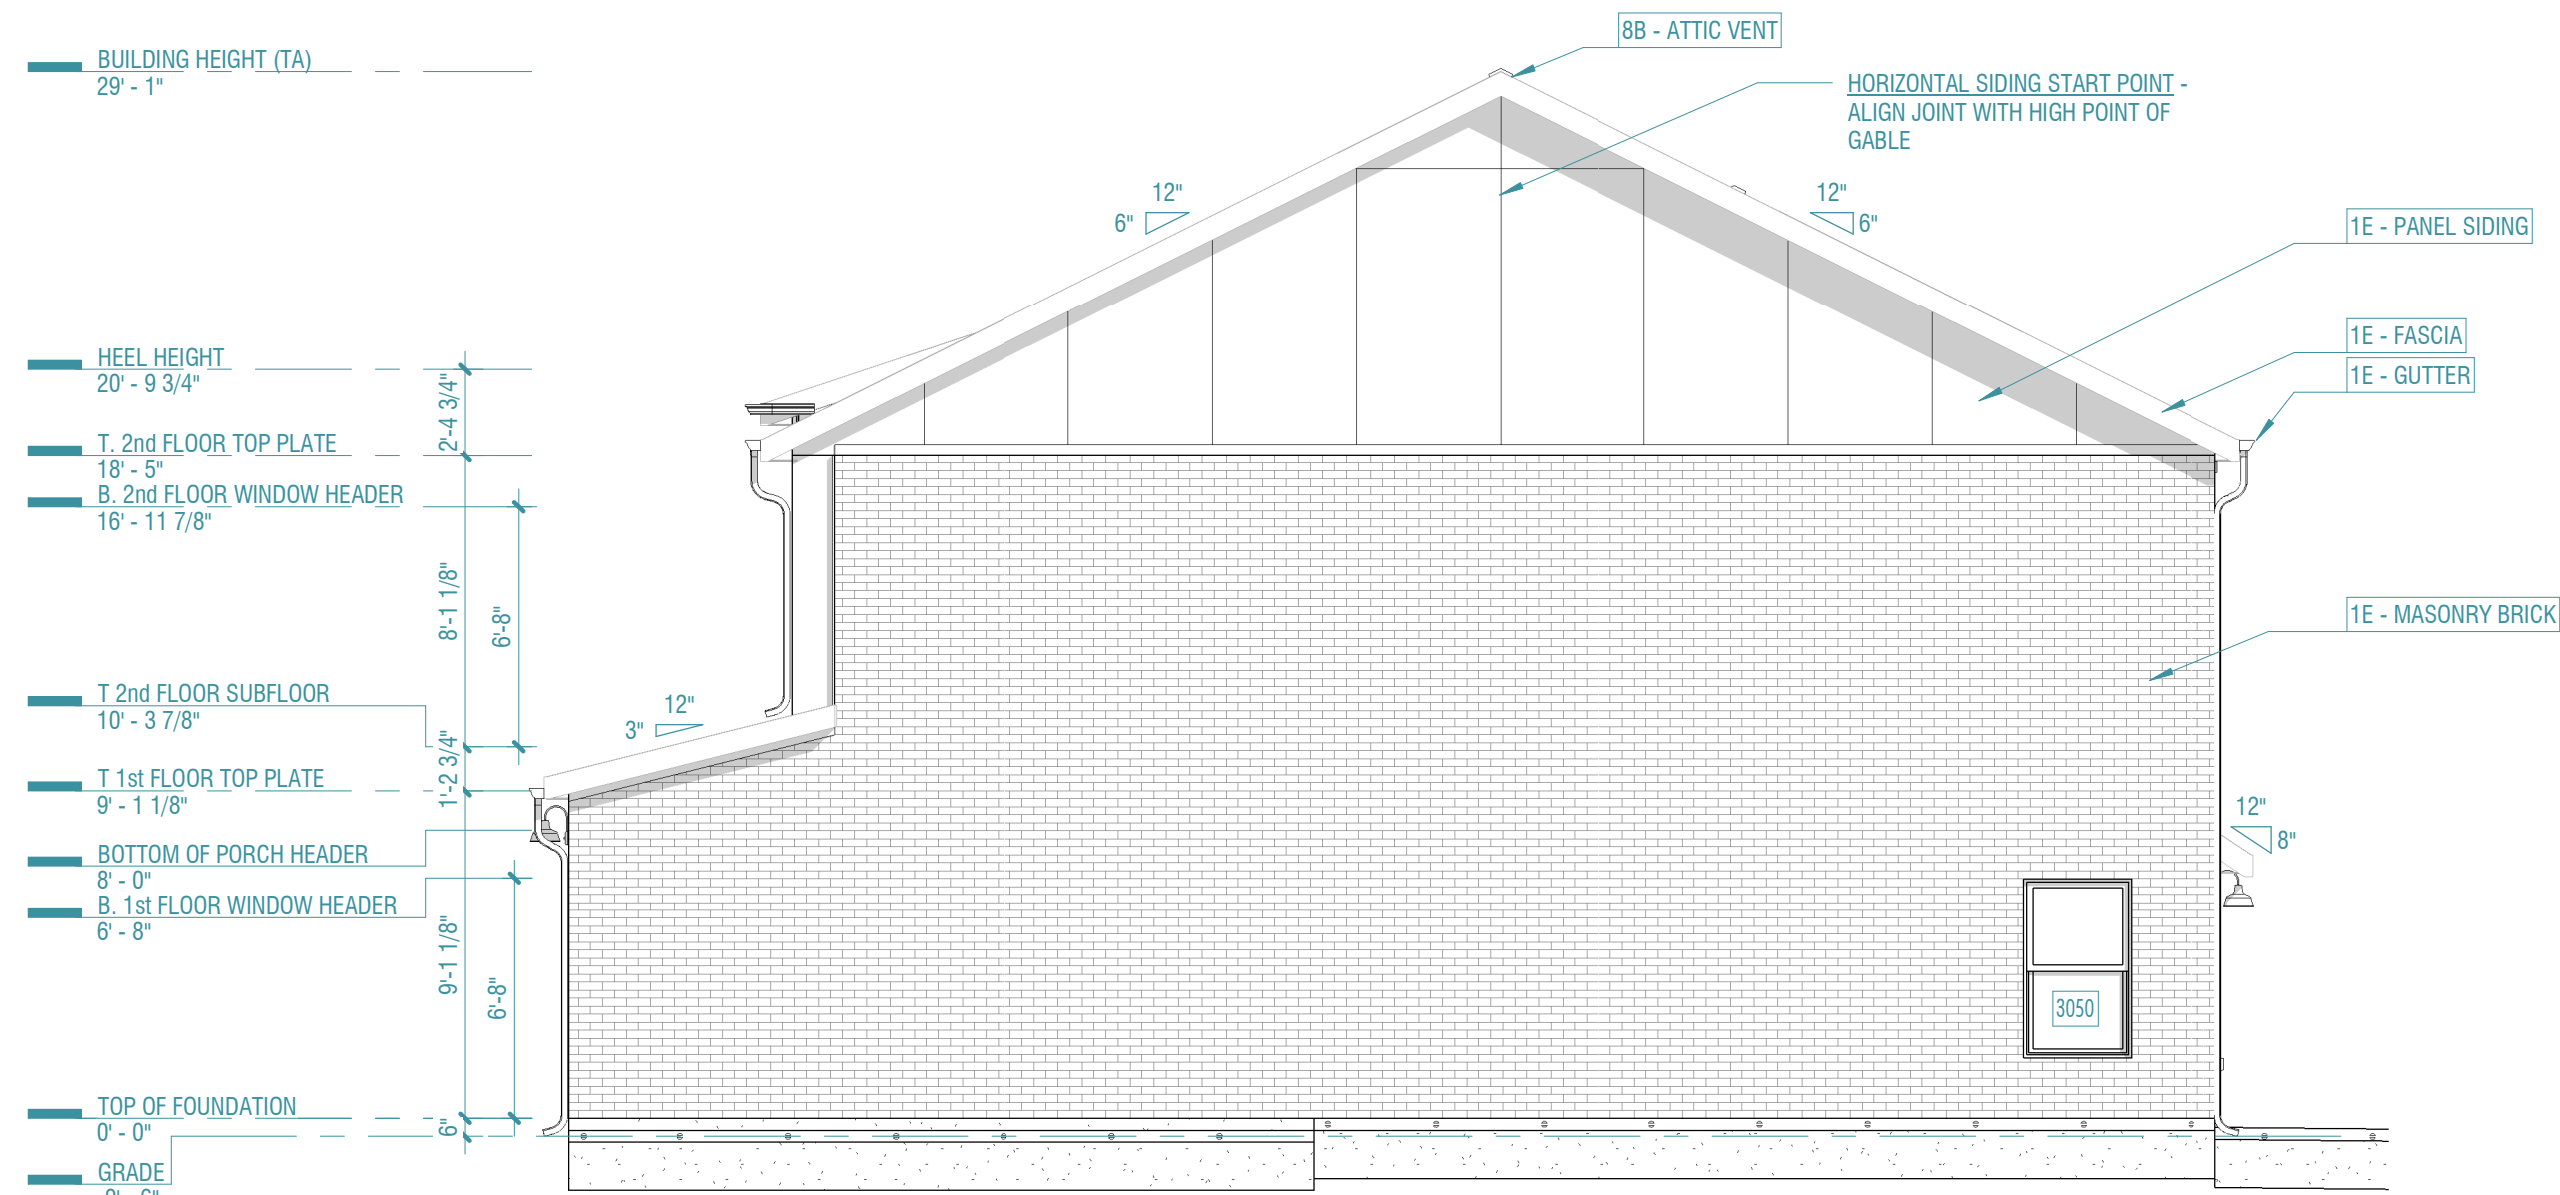 8B - ATTIC VENT
BUILDING HEIGHT (TA)
29' - 1"
HORIZONTAL SIDING START POINT -
ALIGN JOINT WITH HIGH POINT OF
GABLE
12"
6"
12"
6"
1E - PANEL SIDING
1E - FASCIA
1E - GUTTER
HEEL HEIGHT
20' - 9 3/4"
2'-4 3/4"
T. 2nd FLOOR TOP PLATE
18' - 5"
B. 2nd FLOOR WINDOW HEADER
16' - 11 7/8"
8'-1 1/8"
6'-8"
1E - MASONRY BRICK
T 2nd FLOOR SUBFLOOR
10' - 3 7/8"
12"
3"
1'-2 3/4"
T 1st FLOOR TOP PLATE
9' - 1 1/8"
12"
8"
BOTTOM OF PORCH HEADER
8' - 0"
B. 1st FLOOR WINDOW HEADER
6' - 8"
9'-1 1/8"
6'-8"
3050
TOP OF FOUNDATION
0' - 0"
6"
GRADE